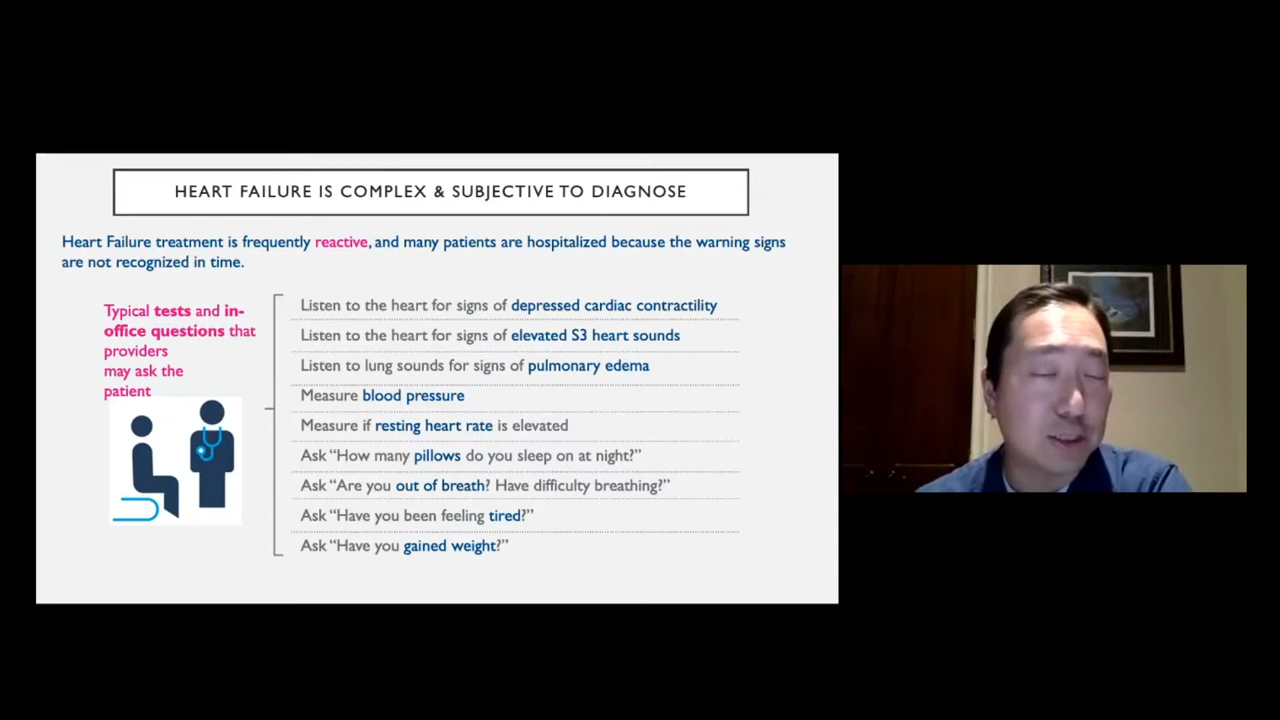 HEART FAILURE IS COMPLEX & SUBJECTIVE TO DIAGNOSE
Heart Failure treatment is frequently reactive, and many patients are hospitalized because the warning signs
are not recognized in time.
Typical tests and in-
office questions that
providers
may ask the
patient
Listen to the heart for signs of depressed cardiac contractility
Listen to the heart for signs of elevated S3 heart sounds
Listen to lung sounds for signs of pulmonary edema
Measure blood pressure
Measure if resting heart rate is elevated
Ask “How many pillows do you sleep on at night?”
Ask “Are you out of breath? Have difficulty breathing?”
Ask “Have you been feeling tired?”
Ask “Have you gained weight?”